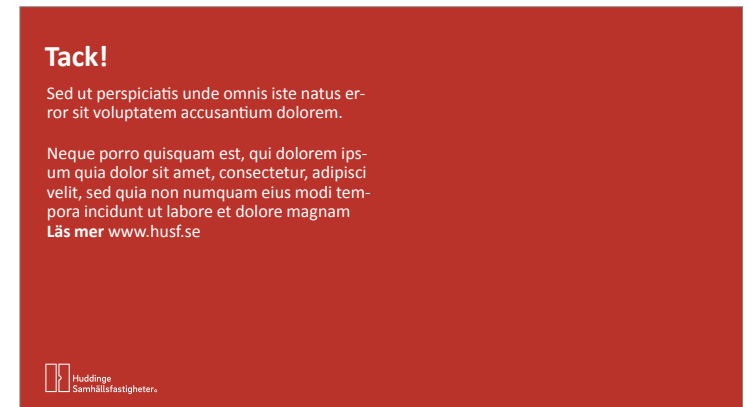 Tack!
Sed ut perspiciatis unde omnis iste natus er-
ror sit voluptatem accusantium dolorem.
Neque porro quisquam est, qui dolorem ips-
um quia dolor sit amet, consectetur, adipisci
velit, sed quia non numquam eius modi tem-
pora incidunt ut labore et dolore magnam
Läs mer www.husf.se
Huddinge
Samhällsfastigheter